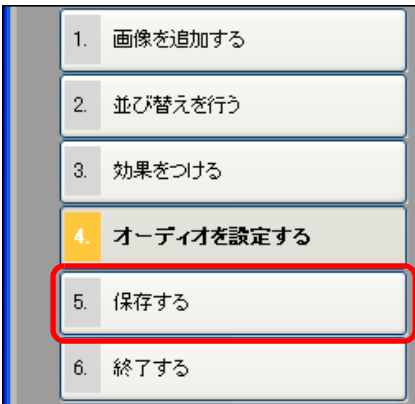 1. 画像を追加する
2. 並び替えを行う
3. 効果をつける
4. オーディオを設定する
5. 保存する
6. 終了する